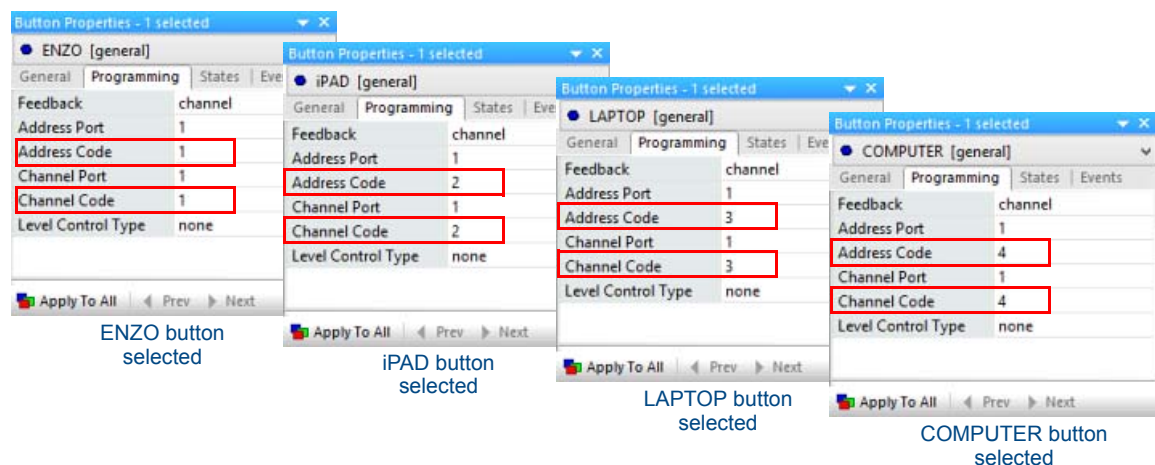 Button Properties - 1 selected
ENZO [general]
General Programming States Eve
Feedback channel
Address Port 1
Address Code 1
Channel Port 1
Channel Code 1
Level Control Type none
Apply To All Prev Next
ENZO button
selected
Button Properties - 1 selected
iPAD [general]
General Programming States Eve
Feedback channel
Address Port 1
Address Code 2
Channel Port 1
Channel Code 2
Level Control Type none
Apply To All Prev Next
iPAD button
selected
Button Properties - 1 selected
LAPTOP [general]
General Programming States Eve
Feedback channel
Address Port 1
Address Code 3
Channel Port 1
Channel Code 3
Level Control Type none
Apply To All Prev Next
LAPTOP button
selected
Button Properties - 1 selected
COMPUTER [general]
General Programming States Events
Feedback channel
Address Port 1
Address Code 4
Channel Port 1
Channel Code 4
Level Control Type none
Apply To All Prev Next
COMPUTER button
selected